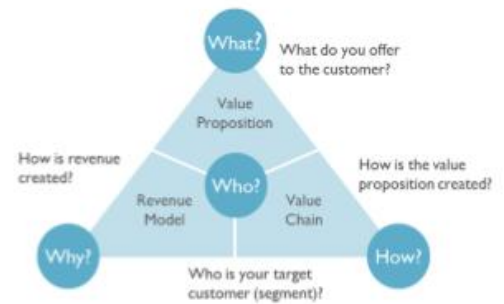 What?
What do you offer
to the customer?
Value
Proposition
How is revenue
created?
Who?
How is the value
proposition created?
Revenue
Model
Value
Chain
Why?
How?
Who is your target
customer (segment)?